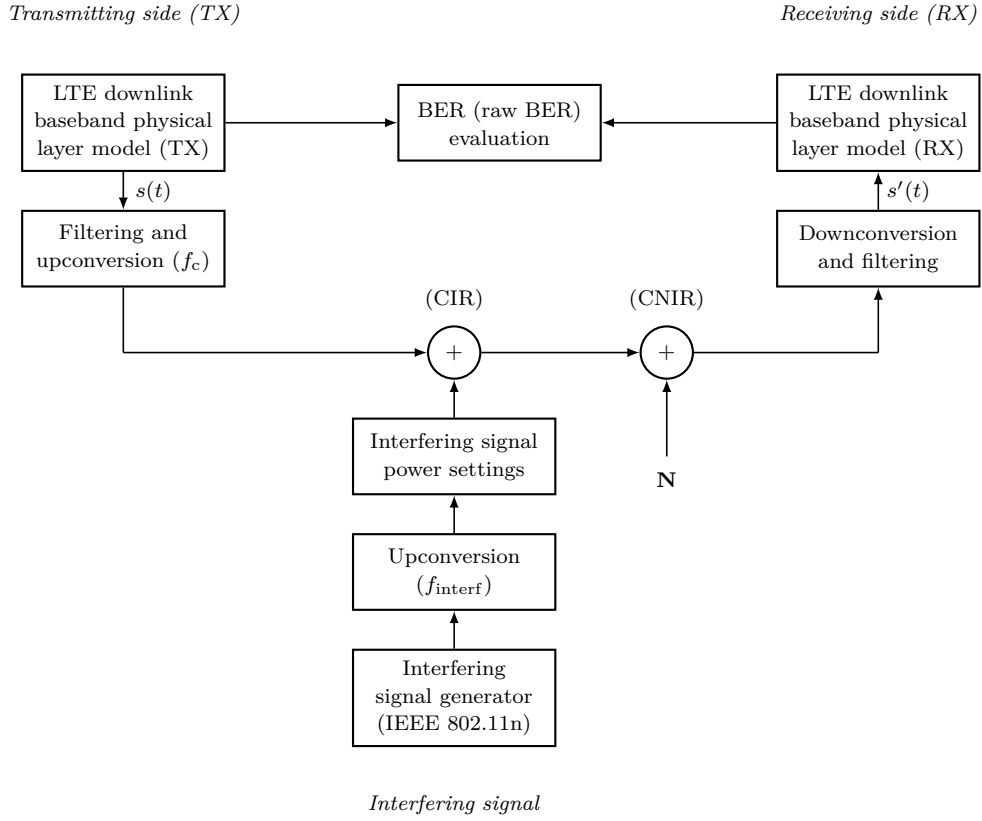 Transmitting side (TX)
Receiving side (RX)
LTE downlink
baseband physical
layer model (TX)
BER (raw BER)
evaluation
LTE downlink
baseband physical
layer model (RX)
s(t)
s′(t)
Filtering and
upconversion (f_c)
Downconversion
and filtering
(CIR)
(CNIR)
+
+
Interfering signal
power settings
N
Upconversion
(f_interf)
Interfering
signal generator
(IEEE 802.11n)
Interfering signal